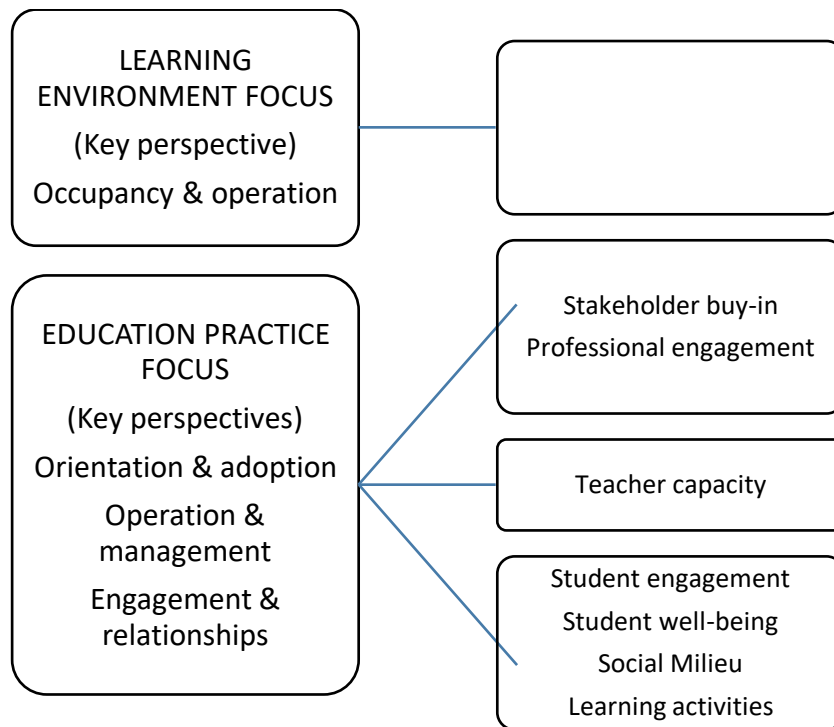 LEARNING
ENVIRONMENT FOCUS
(Key perspective)
Occupancy & operation
EDUCATION PRACTICE
FOCUS
(Key perspectives)
Orientation & adoption
Operation &
management
Engagement &
relationships
Stakeholder buy-in
Professional engagement
Teacher capacity
Student engagement
Student well-being
Social Milieu
Learning activities